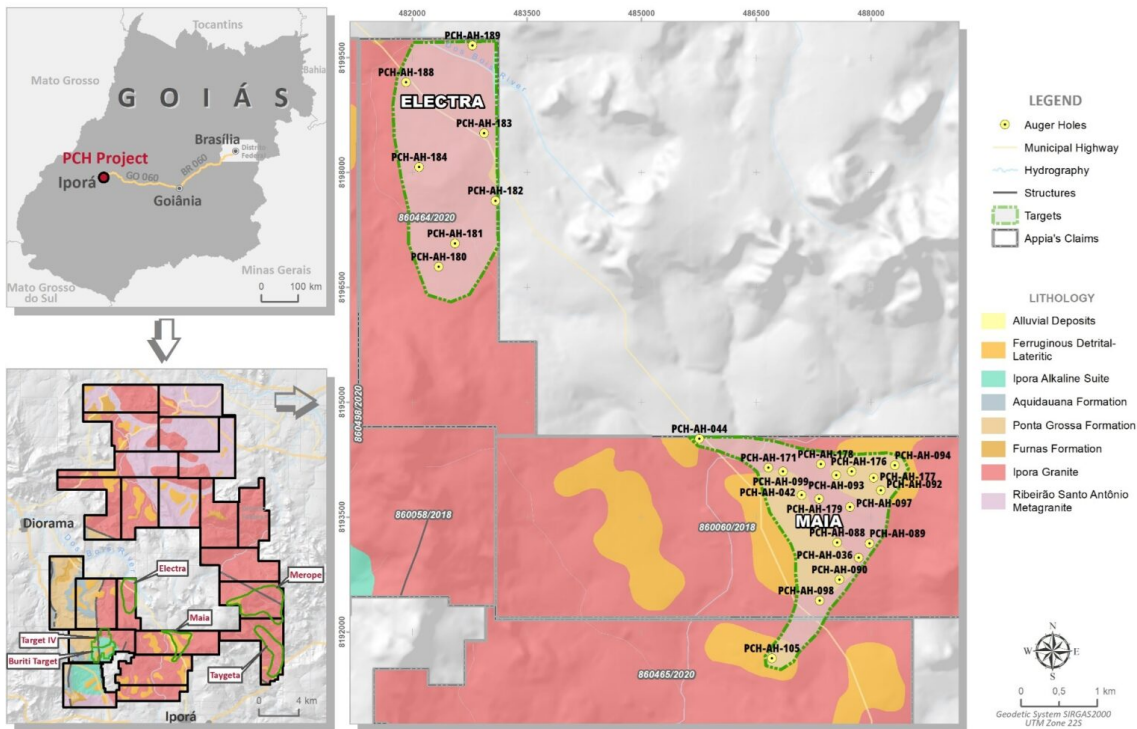 Tocantins
Mato Grosso
Bahia
GOIÁS
Brasília
Distrito
Federal
PCH Project
BR 060
GO 060
Iporá
Goiânia
Minas Gerais
Mato Grosso
do Sul
0 100 km
Diorama
Electra
Merope
Target IV
Maia
Buriti Target
Taygeta
Iporá
0 4 km
482000 483500 485000 486500 488000
8199500
8198000
8196500
8195000
8193500
8192000
PCH-AH-189
PCH-AH-188
ELECTRA
PCH-AH-183
PCH-AH-184
PCH-AH-182
860464/2020
PCH-AH-181
PCH-AH-180
860498/2020
PCH-AH-044
PCH-AH-178
PCH-AH-094
PCH-AH-171
PCH-AH-176
PCH-AH-099
PCH-AH-177
PCH-AH-042
PCH-AH-093
PCH-AH-092
PCH-AH-097
PCH-AH-179
860058/2018
860060/2018
MAIA
PCH-AH-088
PCH-AH-089
PCH-AH-036
PCH-AH-090
PCH-AH-098
PCH-AH-105
860465/2020
LEGEND
Auger Holes
Municipal Highway
Hydrography
Structures
Targets
Appia's Claims
LITHOLOGY
Alluvial Deposits
Ferruginous Detrital-
Lateritic
Ipora Alkaline Suite
Aquidauana Formation
Ponta Grossa Formation
Furnas Formation
Ipora Granite
Ribeirão Santo Antônio
Metagranite
N
W E
S
0 0,5 1 km
Geodetic System SIRGAS2000
UTM Zone 22S